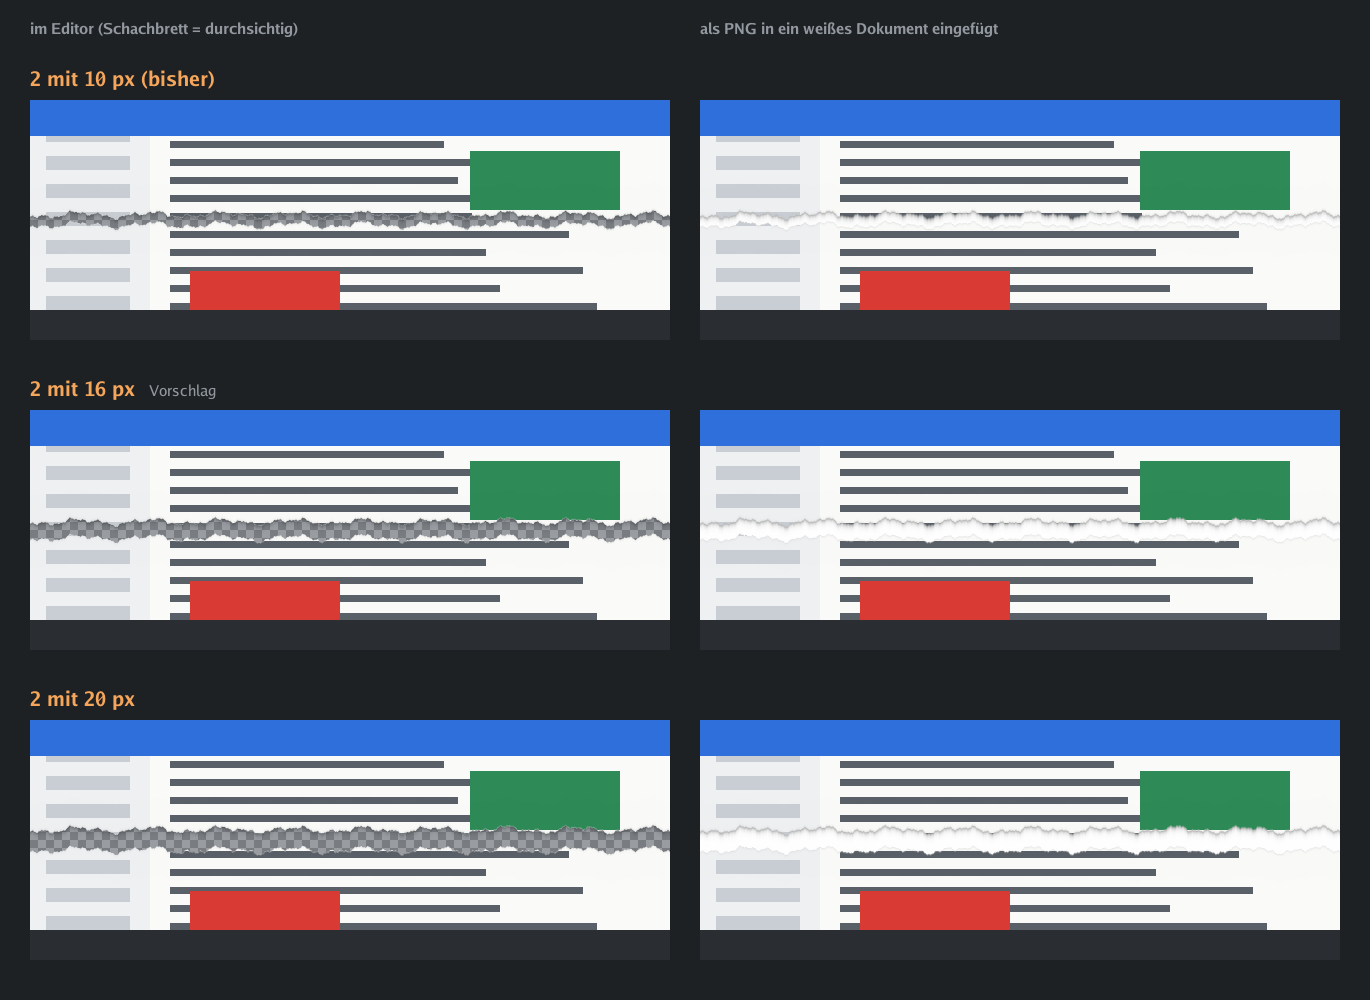 im Editor (Schachbrett = durchsichtig)
als PNG in ein weißes Dokument eingefügt
2 mit 10 px (bisher)
2 mit 16 px Vorschlag
2 mit 20 px